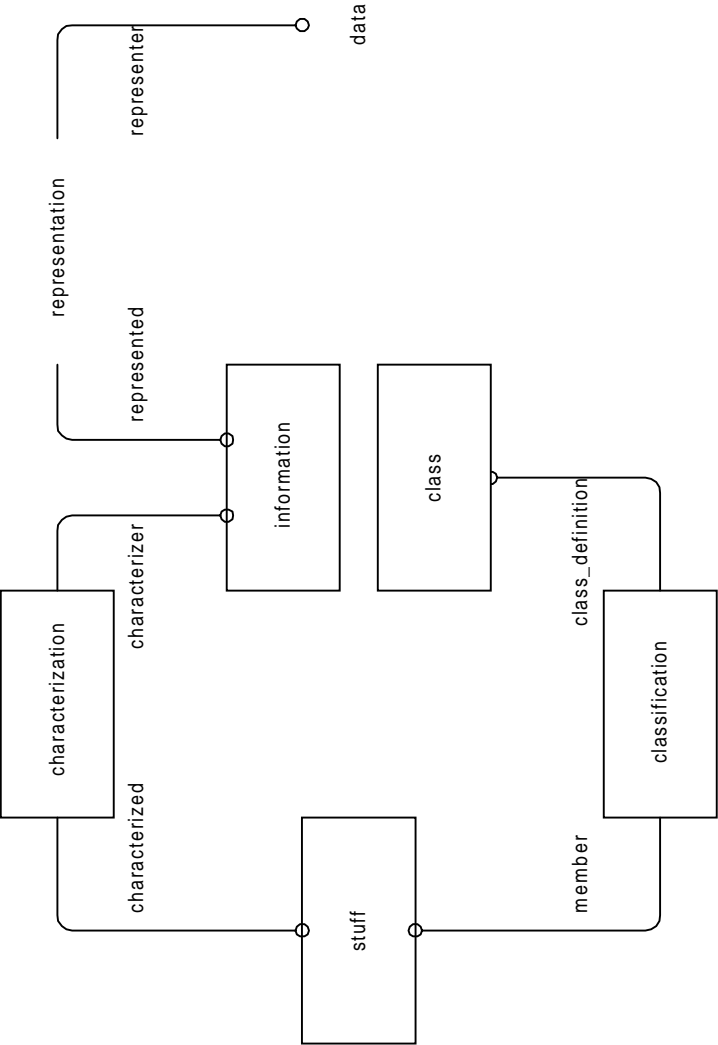 representation
representer
data
represented
information
class
characterizer
class_definition
characterization
classification
characterized
member
stuff